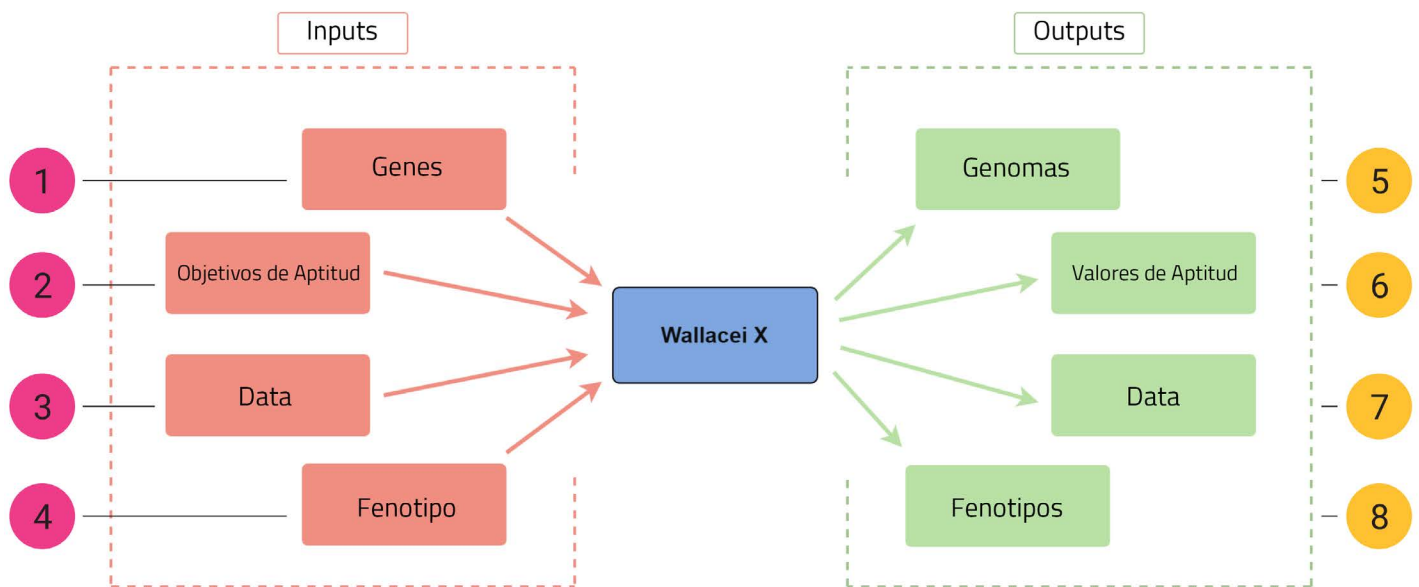 Inputs
Outputs
1
Genes
Genomas
5
2
Objetivos de Aptitud
Valores de Aptitud
6
Wallacei X
3
Data
Data
7
4
Fenotipo
Fenotipos
8